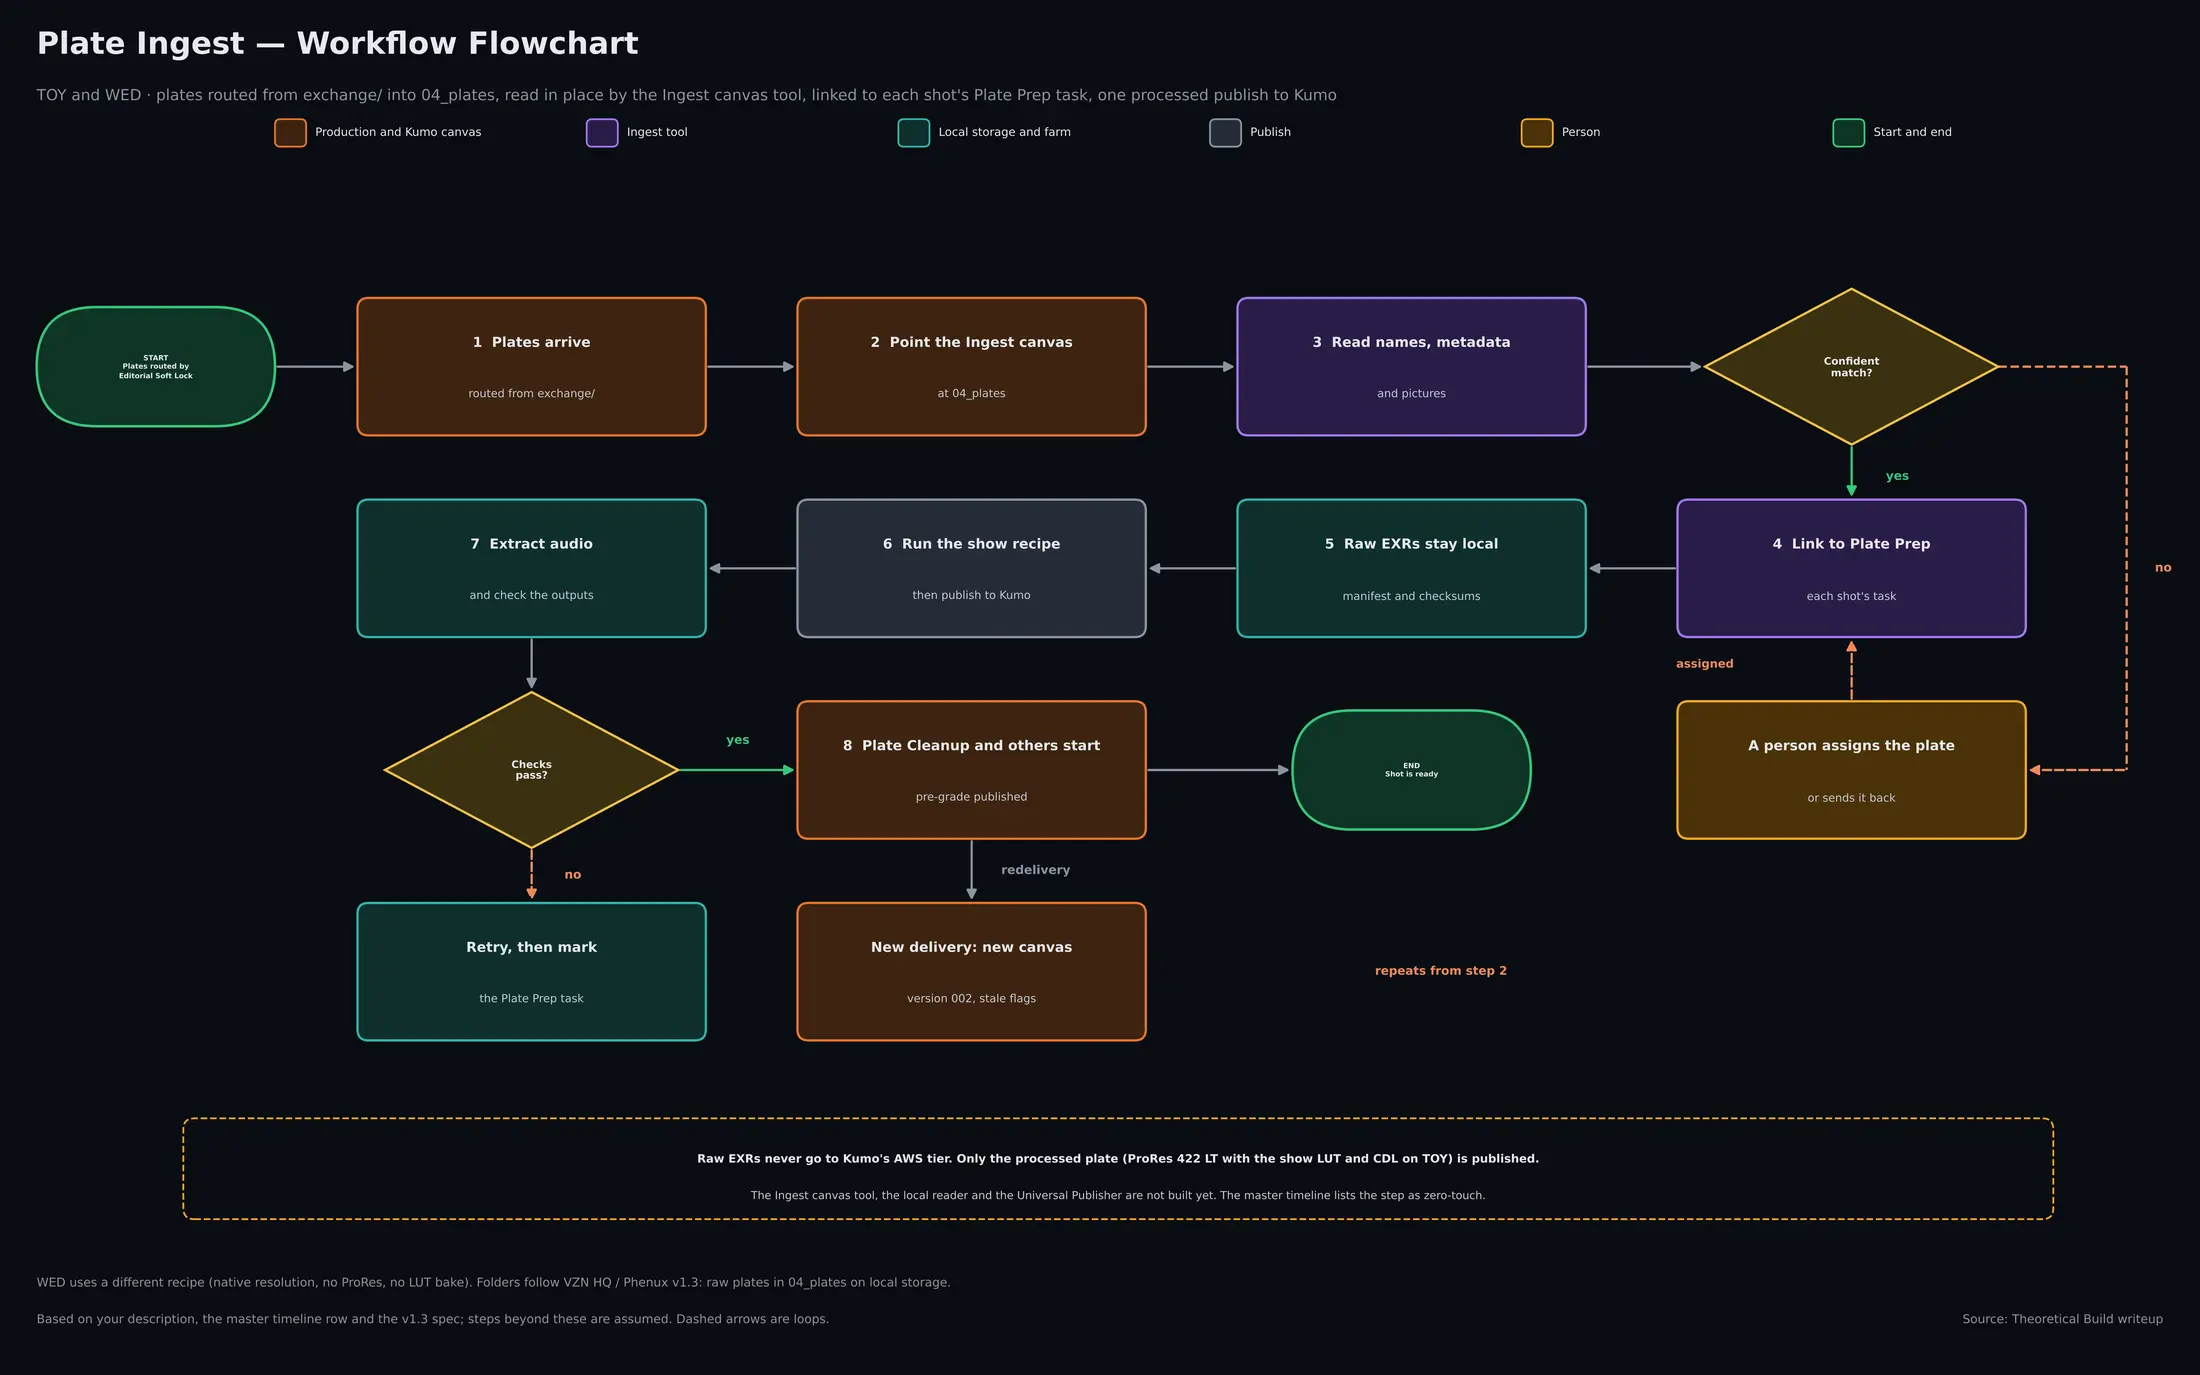 Plate Ingest — Workflow Flowchart
TOY and WED · plates routed from exchange/ into 04_plates, read in place by the Ingest canvas tool, linked to each shot's Plate Prep task, one processed publish to Kumo
Production and Kumo canvas
Ingest tool
Local storage and farm
Publish
Person
Start and end
START
Plates routed by
Editorial Soft Lock
1 Plates arrive
routed from exchange/
2 Point the Ingest canvas
at 04_plates
3 Read names, metadata
and pictures
Confident
match?
yes
no
7 Extract audio
and check the outputs
6 Run the show recipe
then publish to Kumo
5 Raw EXRs stay local
manifest and checksums
4 Link to Plate Prep
each shot's task
assigned
Checks
pass?
yes
8 Plate Cleanup and others start
pre-grade published
END
Shot is ready
A person assigns the plate
or sends it back
no
redelivery
Retry, then mark
the Plate Prep task
New delivery: new canvas
version 002, stale flags
repeats from step 2
Raw EXRs never go to Kumo's AWS tier. Only the processed plate (ProRes 422 LT with the show LUT and CDL on TOY) is published.
The Ingest canvas tool, the local reader and the Universal Publisher are not built yet. The master timeline lists the step as zero-touch.
WED uses a different recipe (native resolution, no ProRes, no LUT bake). Folders follow VZN HQ / Phenux v1.3: raw plates in 04_plates on local storage.
Based on your description, the master timeline row and the v1.3 spec; steps beyond these are assumed. Dashed arrows are loops.
Source: Theoretical Build writeup